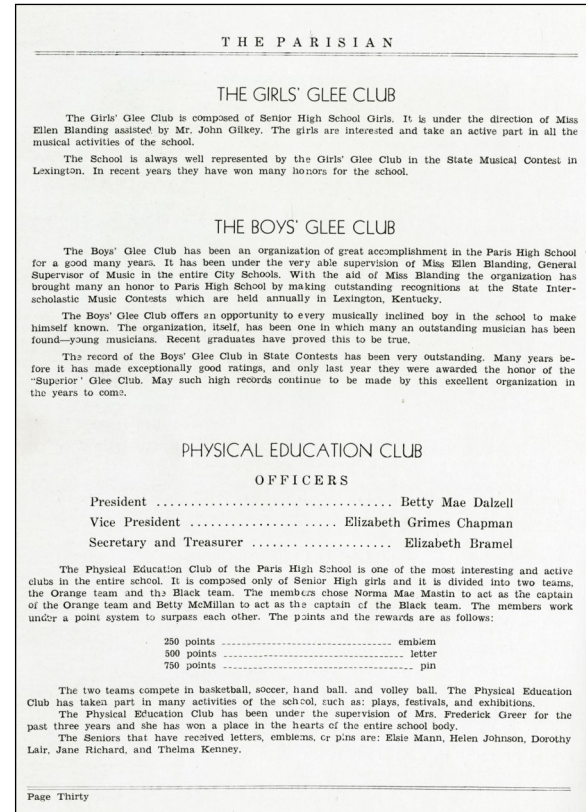 THE PARISIAN
THE GIRLS' GLEE CLUB
The Girls' Glee Club is composed of Senior High School Girls. It is under the direction of Miss
Ellen Blanding assisted by Mr. John Gilkey. The girls are interested and take an active part in all the
musical activities of the school.
The School is always well represented by the Girls' Glee Club in the State Musical Contest in
Lexington. In recent years they have won many honors for the school.
THE BOYS' GLEE CLUB
The Boys' Glee Club has been an organization of great accomplishment in the Paris High School
for a good many years. It has been under the very able supervision of Miss Ellen Blanding, General
Supervisor of Music in the entire City Schools. With the aid of Miss Blanding the organization has
brought many an honor to Paris High School by making outstanding recognitions at the State Inter-
scholastic Music Contests which are held annually in Lexington, Kentucky.
The Boys' Glee Club offers an opportunity to every musically inclined boy in the school to make
himself known. The organization, itself, has been one in which many an outstanding musician has been
found—young musicians. Recent graduates have proved this to be true.
The record of the Boys' Glee Club in State Contests has been very outstanding. Many years be-
fore it has made exceptionally good ratings, and only last year they were awarded the honor of the
"Superior' Glee Club. May such high records continue to be made by this excellent organization in
the years to come.
PHYSICAL EDUCATION CLUB
OFFICERS
President .................................. Betty Mae Dalzell
Vice President ...................... Elizabeth Grimes Chapman
Secretary and Treasurer .................... Elizabeth Bramel
The Physical Education Club of the Paris High School is one of the most interesting and active
clubs in the entire school. It is composed only of Senior High girls and it is divided into two teams,
the Orange team and the Black team. The members chose Norma Mae Mastin to act as the captain
of the Orange team and Betty McMillan to act as the captain of the Black team. The members work
under a point system to surpass each other. The points and the rewards are as follows:
250 points ---------------------------------- emblem
500 points ------------------------------------ letter
750 points -------------------------------------- pin
The two teams compete in basketball, soccer, hand ball, and volley ball. The Physical Education
Club has taken part in many activities of the school, such as: plays, festivals, and exhibitions.
The Physical Education Club has been under the supervision of Mrs. Frederick Greer for the
past three years and she has won a place in the hearts of the entire school body.
The Seniors that have received letters, emblems, or pins are: Elsie Mann, Helen Johnson, Dorothy
Lair, Jane Richard, and Thelma Kenney.
Page Thirty